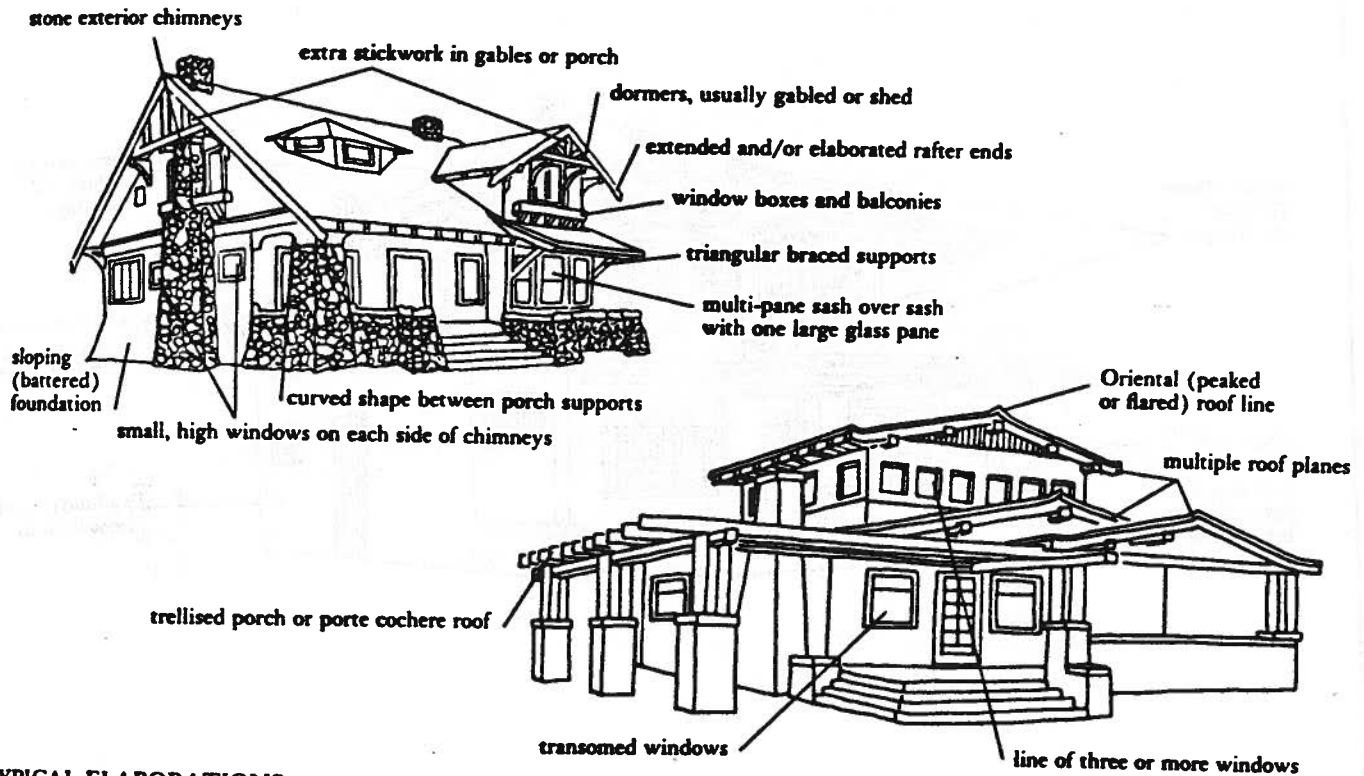 stone exterior chimneys
extra stickwork in gables or porch
dormers, usually gabled or shed
extended and/or elaborated rafter ends
window boxes and balconies
triangular braced supports
multi-pane sash over sash
with one large glass pane
sloping
(battered)
foundation
curved shape between porch supports
small, high windows on each side of chimneys
Oriental (peaked
or flared) roof line
multiple roof planes
trellised porch or porte cochere roof
transomed windows
line of three or more windows
ELABORATIONS